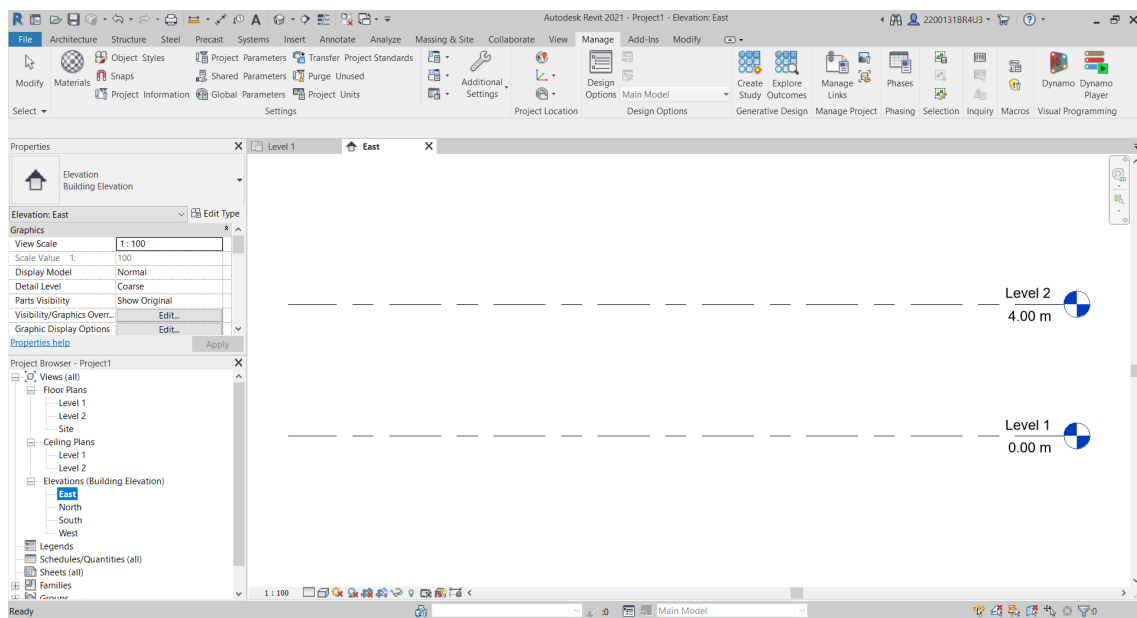 Autodesk Revit 2021 - Project1 - Elevation: East
2200131BR4U3
File Architecture Structure Steel Precast Systems Insert Annotate Analyze Massing & Site Collaborate View Manage Add-Ins Modify
Modify
Materials
Object Styles
Snaps
Project Information
Project Parameters
Shared Parameters
Global Parameters
Transfer Project Standards
Purge Unused
Project Units
Additional
Settings
Design
Options
Main Model
Create
Study
Explore
Outcomes
Manage
Links
Phases
Dynamo
Dynamo
Player
Select
Settings
Project Location
Design Options
Generative Design
Manage Project
Phasing
Selection
Inquiry
Macros
Visual Programming
Properties
Elevation
Building Elevation
Elevation: East
Edit Type
Graphics
View Scale 1 : 100
Scale Value 1: 100
Display Model Normal
Detail Level Coarse
Parts Visibility Show Original
Visibility/Graphics Overr... Edit...
Graphic Display Options Edit...
Properties help Apply
Project Browser - Project1
Views (all)
Floor Plans
Level 1
Level 2
Site
Ceiling Plans
Level 1
Level 2
Elevations (Building Elevation)
East
North
South
West
Legends
Schedules/Quantities (all)
Sheets (all)
Families
Groups
Level 1
East
Level 2
4.00 m
Level 1
0.00 m
1 : 100
Ready
:0
Main Model
:0